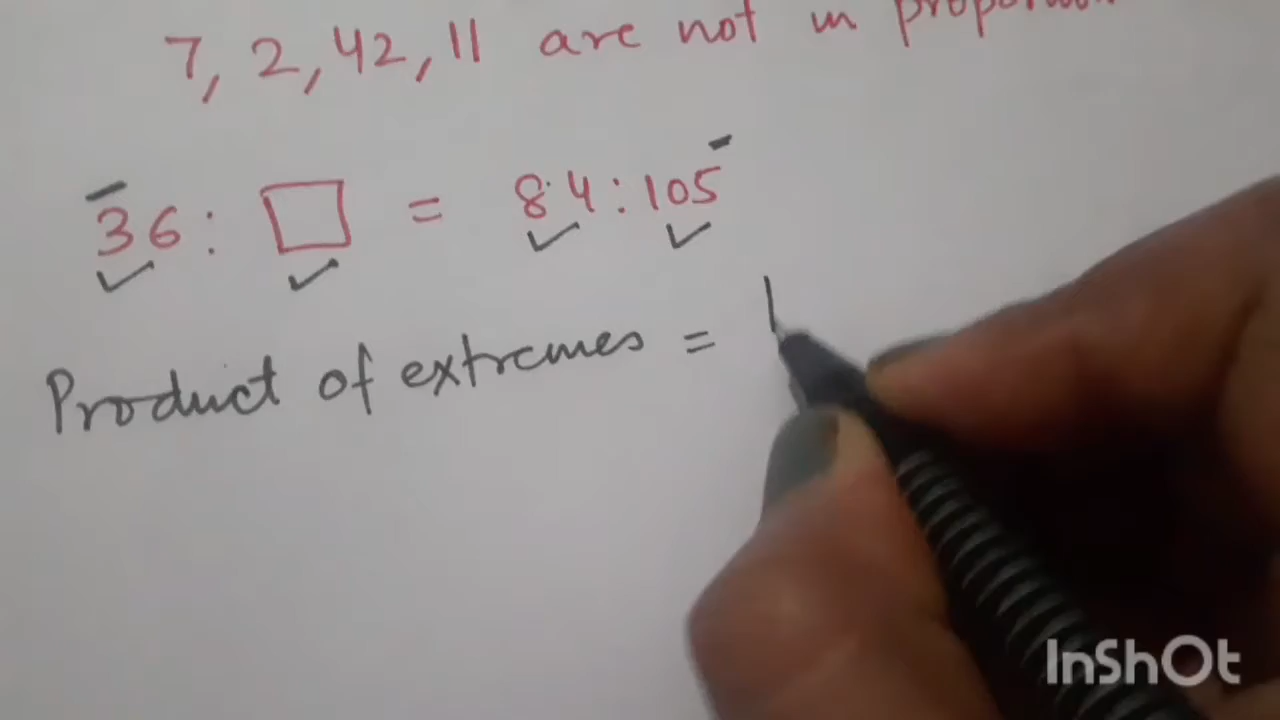 7, 2, 42, 11 are not in
36 : □ = 84 : 105
Product of extremes =
InShOt